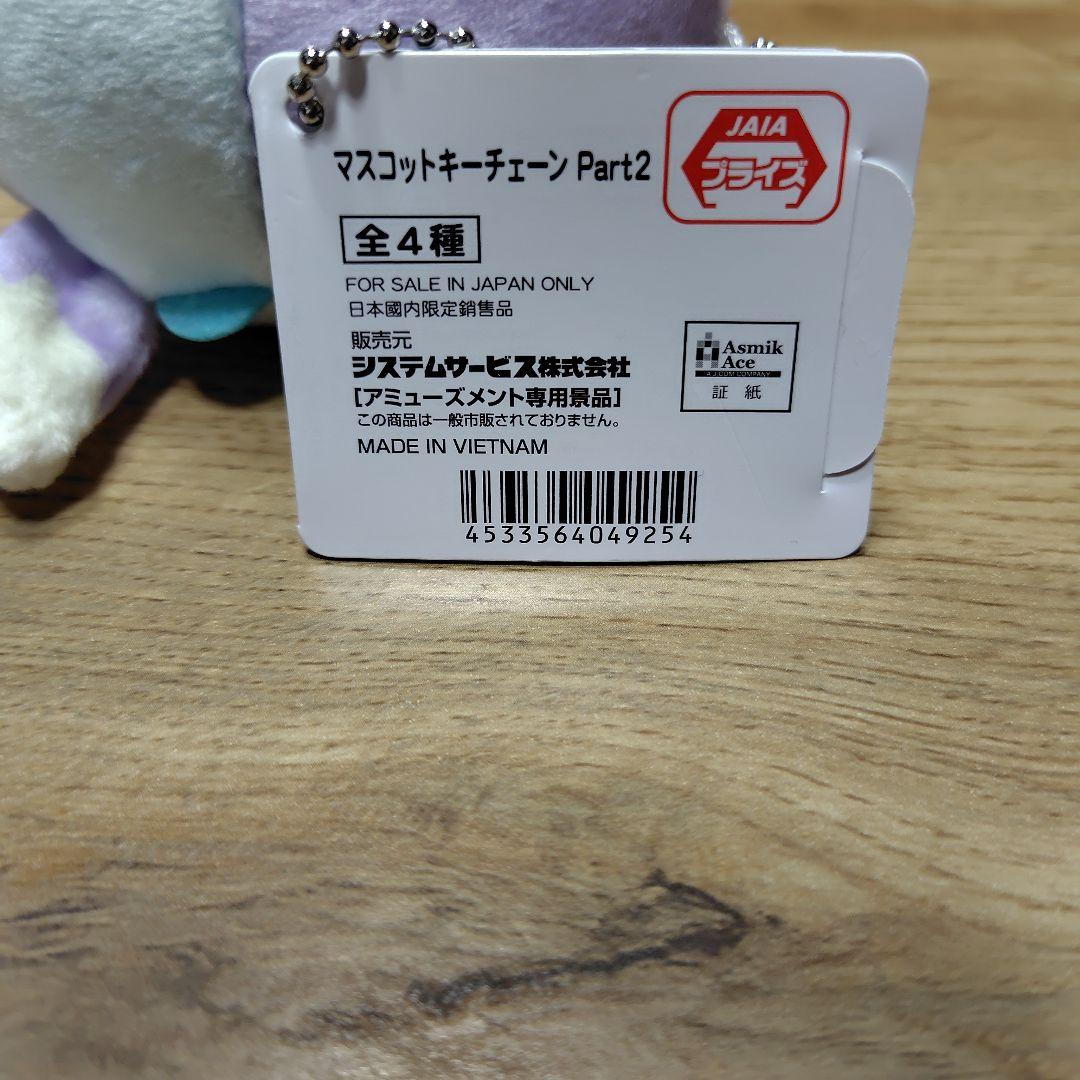 JAIA
プライズ
マスコットキーチェーン Part2
全4種
FOR SALE IN JAPAN ONLY
日本國内限定銷售品
販売元
システムサービス株式会社
[アミューズメント専用景品]
この商品は一般市販されておりません。
MADE IN VIETNAM
Asmik
Ace
A J:COM COMPANY
証紙
4533564049254